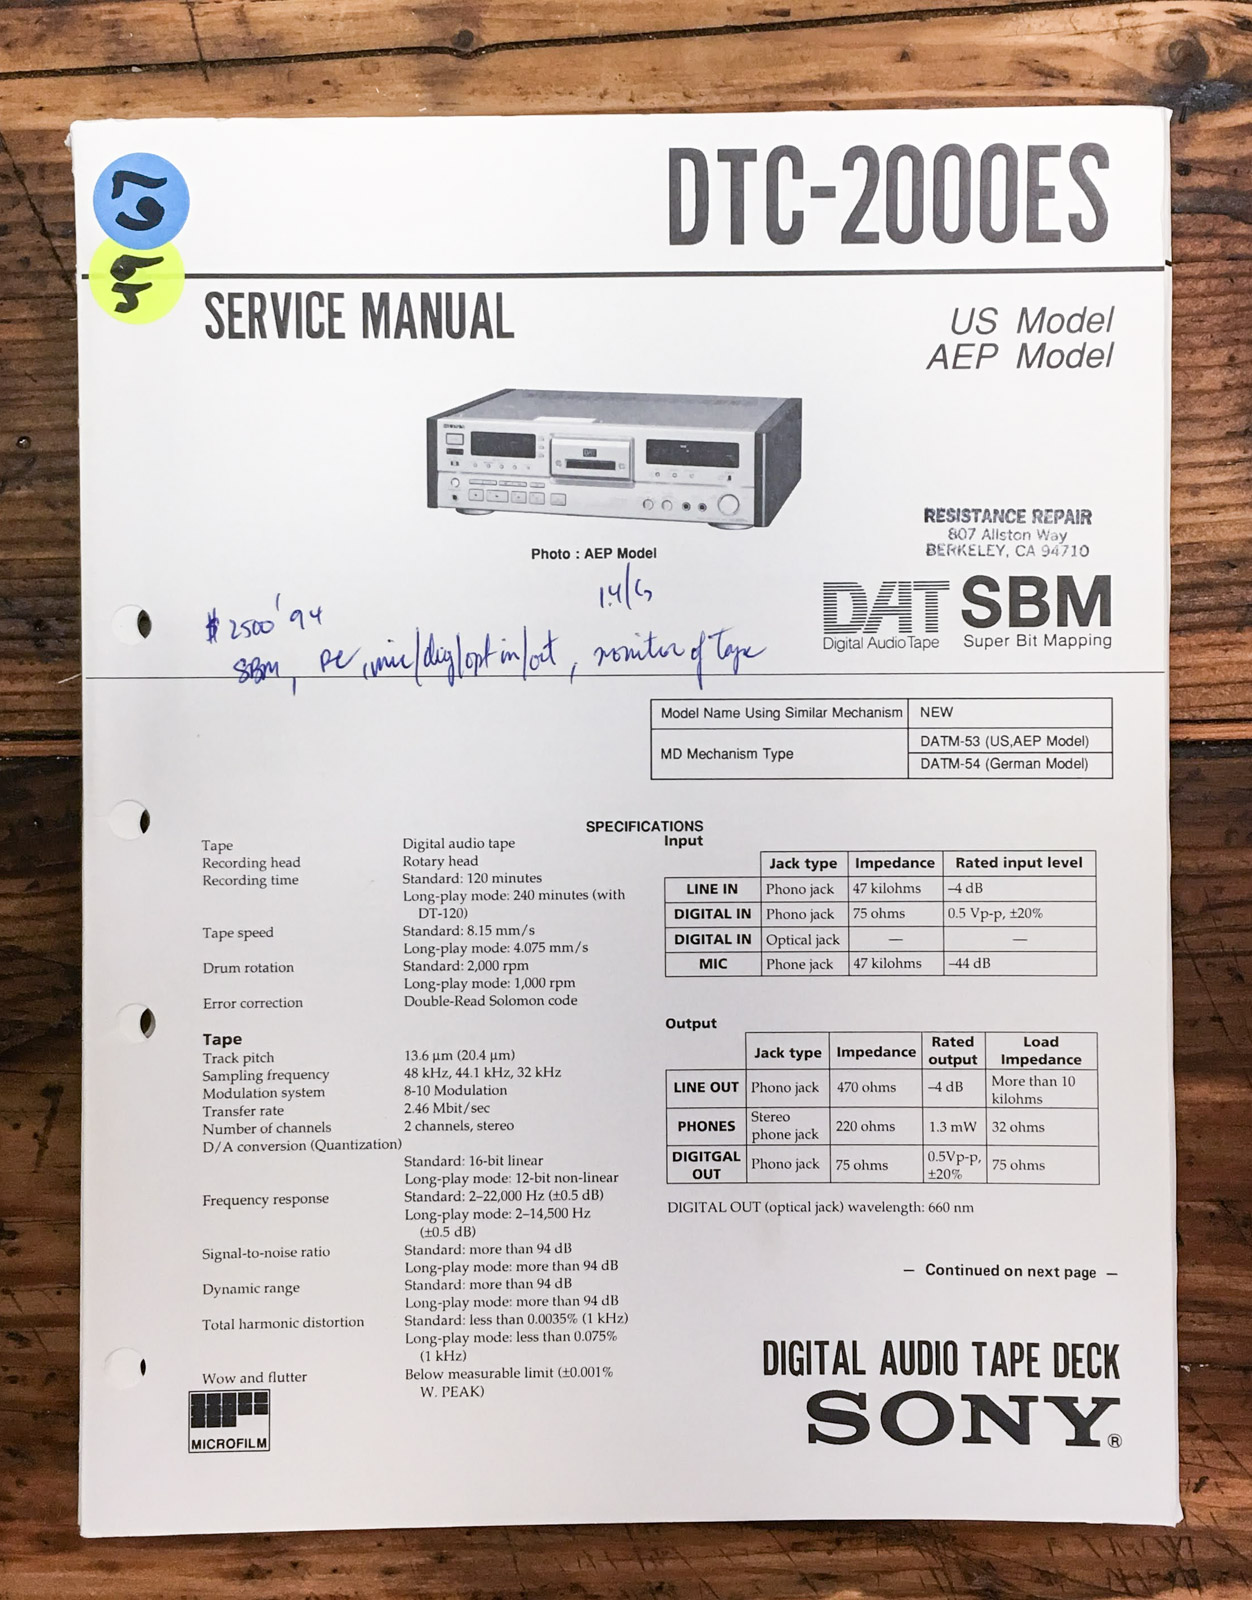 DTC-2000ES
SERVICE MANUAL
US Model
AEP Model
Photo : AEP Model
RESISTANCE REPAIR
807 Allston Way
BERKELEY, CA 94710
DAT
Digital Audio Tape
SBM
Super Bit Mapping
$2500 '94
SBM, mic/dig/opt in/out, monitor of Tape
Model Name Using Similar Mechanism NEW
MD Mechanism Type DATM-53 (US,AEP Model)
DATM-54 (German Model)
SPECIFICATIONS
Tape Digital audio tape
Recording head Rotary head
Recording time Standard: 120 minutes
Long-play mode: 240 minutes (with
DT-120)
Tape speed Standard: 8.15 mm/s
Long-play mode: 4.075 mm/s
Drum rotation Standard: 2,000 rpm
Long-play mode: 1,000 rpm
Error correction Double-Read Solomon code
Tape
Track pitch 13.6 μm (20.4 μm)
Sampling frequency 48 kHz, 44.1 kHz, 32 kHz
Modulation system 8-10 Modulation
Transfer rate 2.46 Mbit/sec
Number of channels 2 channels, stereo
D/A conversion (Quantization)
Standard: 16-bit linear
Long-play mode: 12-bit non-linear
Frequency response Standard: 2–22,000 Hz (±0.5 dB)
Long-play mode: 2–14,500 Hz
(±0.5 dB)
Signal-to-noise ratio Standard: more than 94 dB
Long-play mode: more than 94 dB
Dynamic range Standard: more than 94 dB
Long-play mode: more than 94 dB
Total harmonic distortion Standard: less than 0.0035% (1 kHz)
Long-play mode: less than 0.075%
(1 kHz)
Wow and flutter Below measurable limit (±0.001%
W. PEAK)
Input
Jack type Impedance Rated input level
LINE IN Phono jack 47 kilohms –4 dB
DIGITAL IN Phono jack 75 ohms 0.5 Vp-p, ±20%
DIGITAL IN Optical jack — —
MIC Phone jack 47 kilohms –44 dB
Output
Jack type Impedance Rated output Load Impedance
LINE OUT Phono jack 470 ohms –4 dB More than 10 kilohms
PHONES Stereo phone jack 220 ohms 1.3 mW 32 ohms
DIGITGAL OUT Phono jack 75 ohms 0.5Vp-p, ±20% 75 ohms
DIGITAL OUT (optical jack) wavelength: 660 nm
— Continued on next page —
MICROFILM
DIGITAL AUDIO TAPE DECK
SONY®